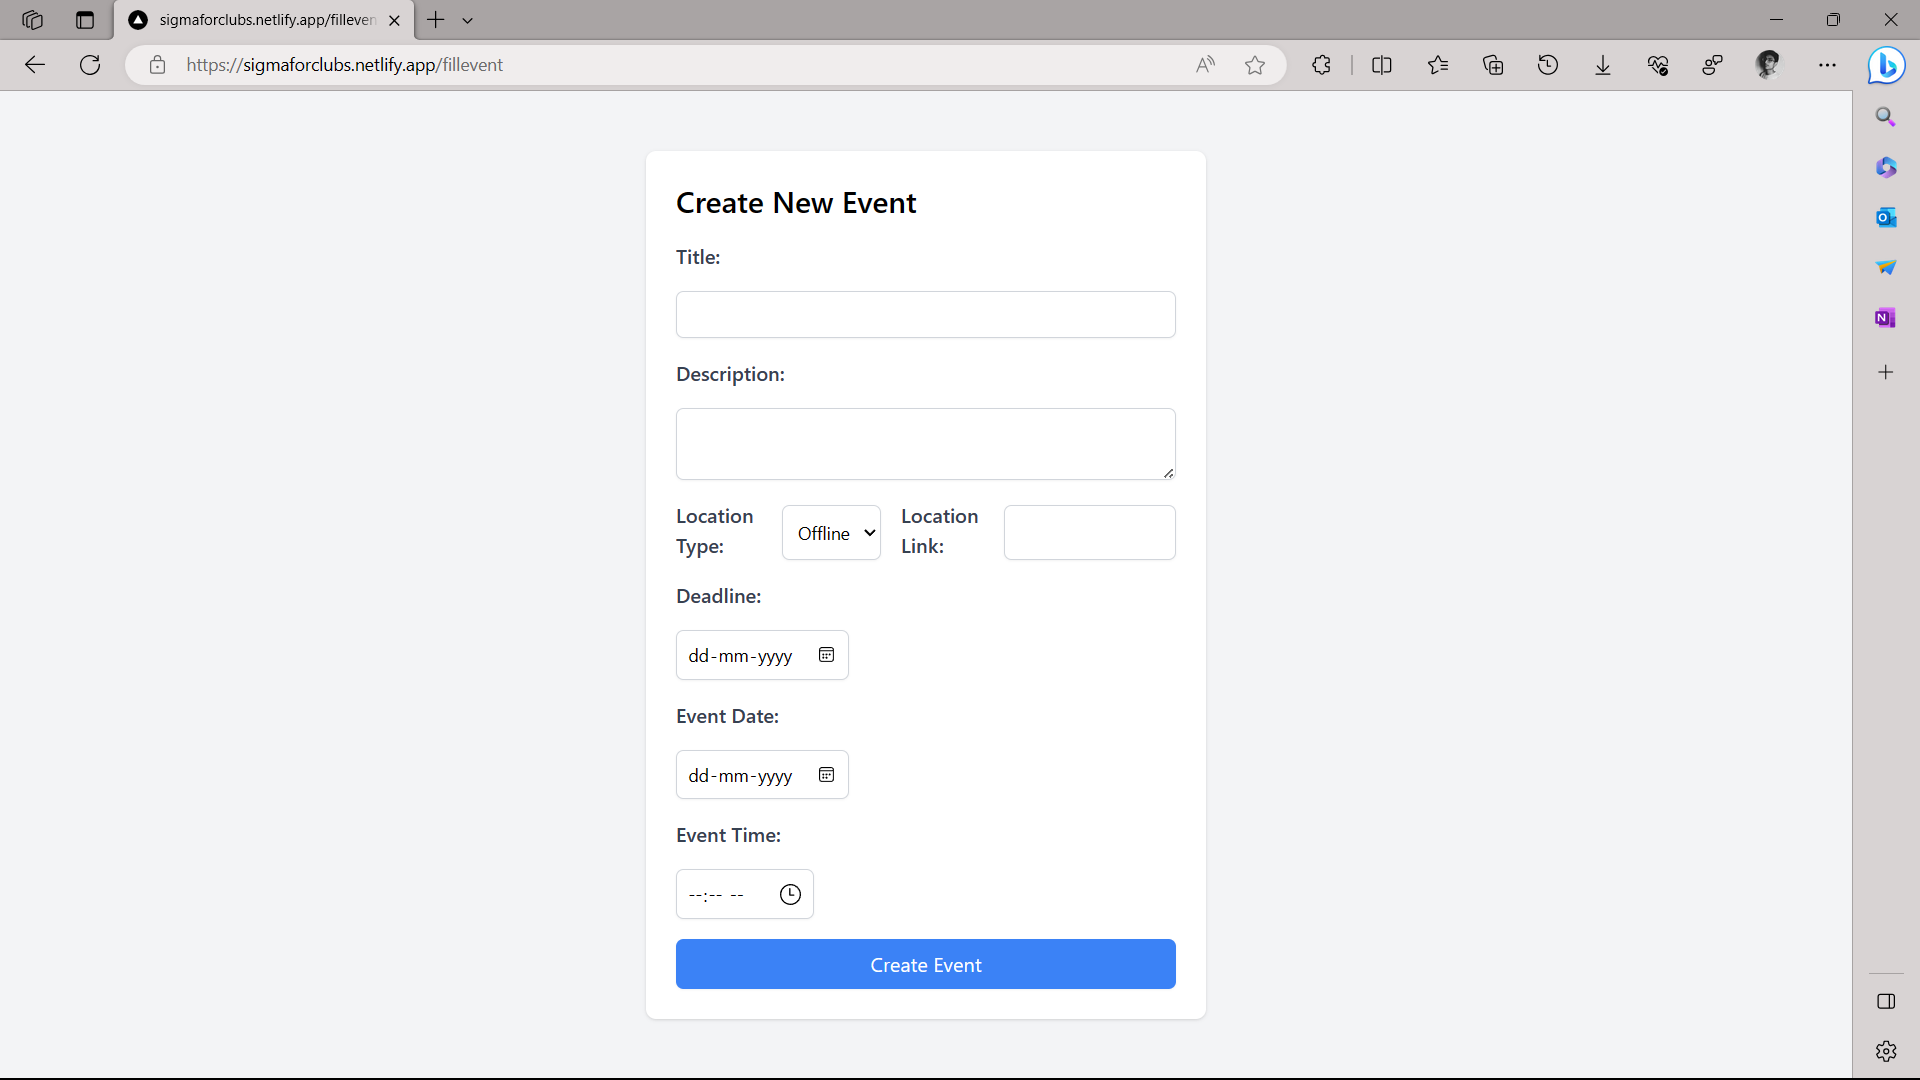 sigmaforclubs.netlify.app/filleven
https://sigmaforclubs.netlify.app/fillevent
Create New Event
Title:
Description:
Location Type:
Offline
Location Link:
Deadline:
dd-mm-yyyy
Event Date:
dd-mm-yyyy
Event Time:
--:-- --
Create Event